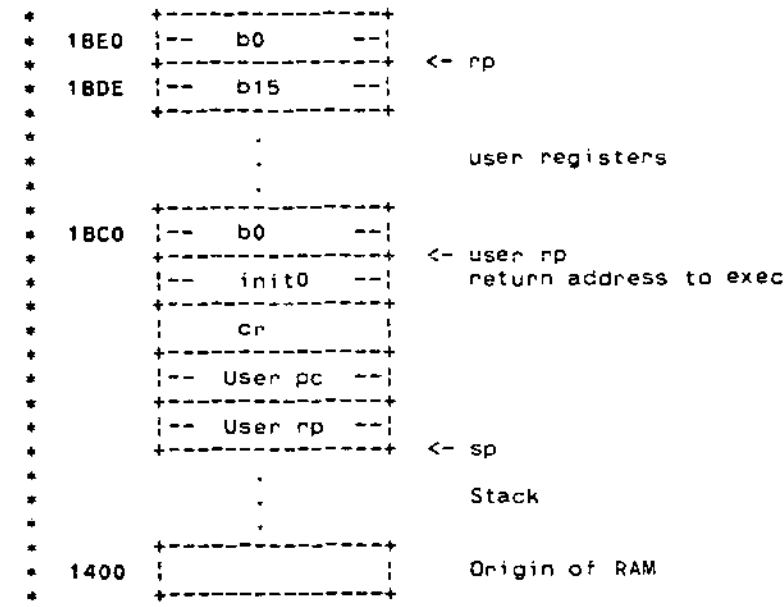 *        +---------------+
*  1BE0  |--   b0      --|
*        +---------------+  <- rp
*  1BDE  |--   b15     --|
*        +---------------+
*               .
*               .           user registers
*               .
*
*        +---------------+
*  1BC0  |--   b0      --|
*        +---------------+  <- user rp
*        |--   init0   --|     return address to exec
*        +---------------+
*        |     cr        |
*        +---------------+
*        |--  User pc  --|
*        +---------------+
*        |--  User rp  --|
*        +---------------+  <- sp
*               .
*               .           Stack
*               .
*        +---------------+
*  1400  |               |  Origin of RAM
*        +---------------+